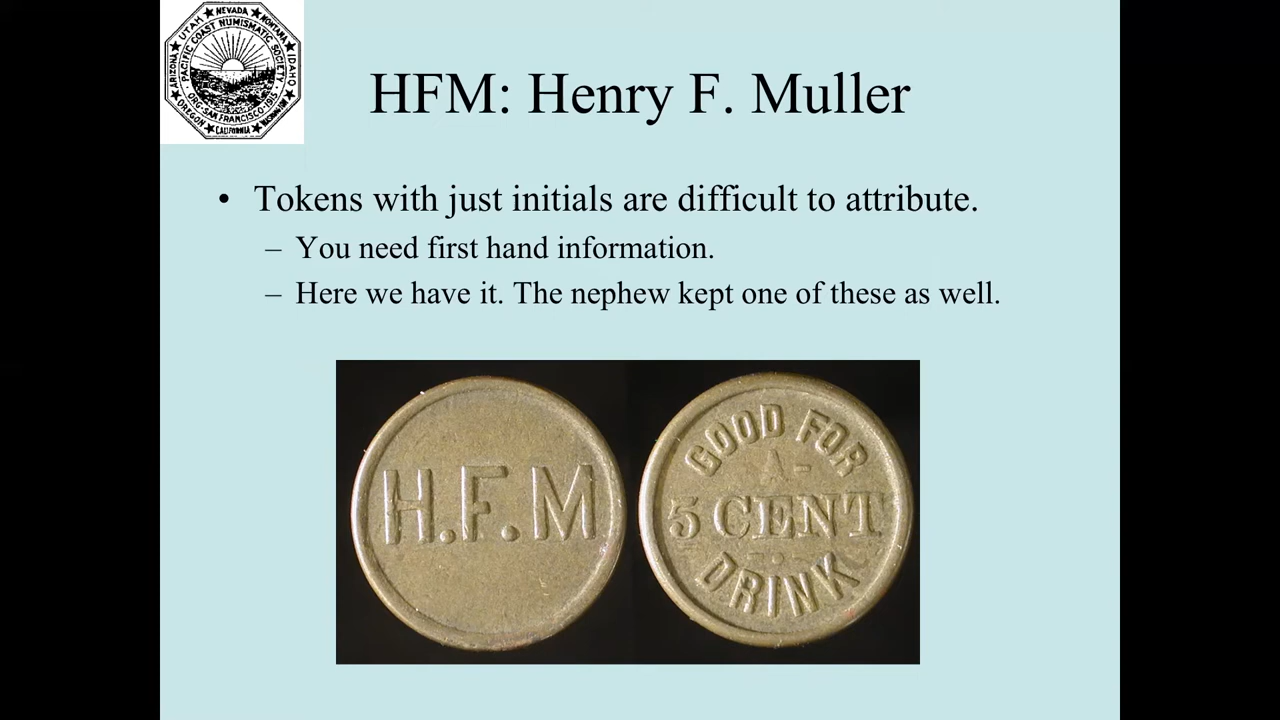 UTAH ★ NEVADA ★ MONTANA
ARIZONA ★ IDAHO
PACIFIC COAST NUMISMATIC SOCIETY
ORG. SAN FRANCISCO 1915
OREGON ★ CALIFORNIA ★ WASHINGTON
HFM: Henry F. Muller
• Tokens with just initials are difficult to attribute.
– You need first hand information.
– Here we have it. The nephew kept one of these as well.
H.F.M
GOOD FOR
A-
5 CENT
DRINK